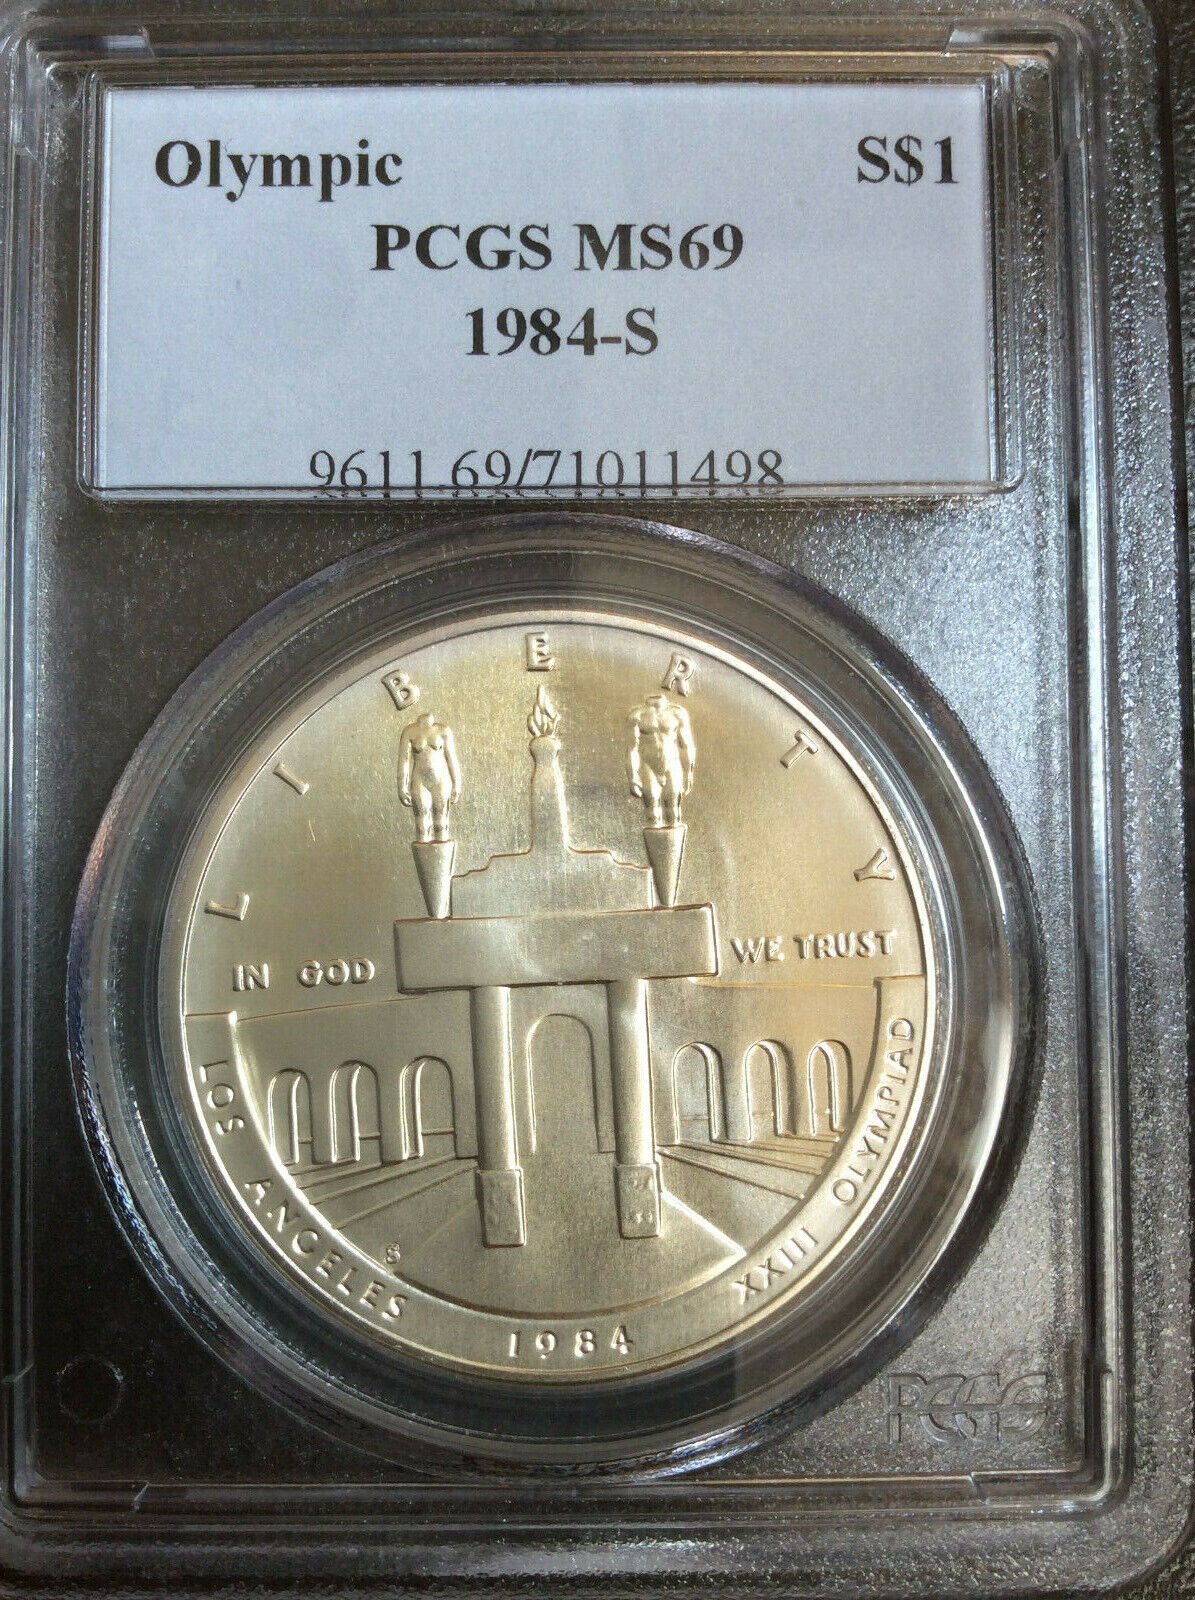 Olympic S$1
PCGS MS69
1984-S
9611.69/71011498
LIBERTY
IN GOD WE TRUST
LOS ANGELES 1984 XXIII OLYMPIAD
S
PCGS